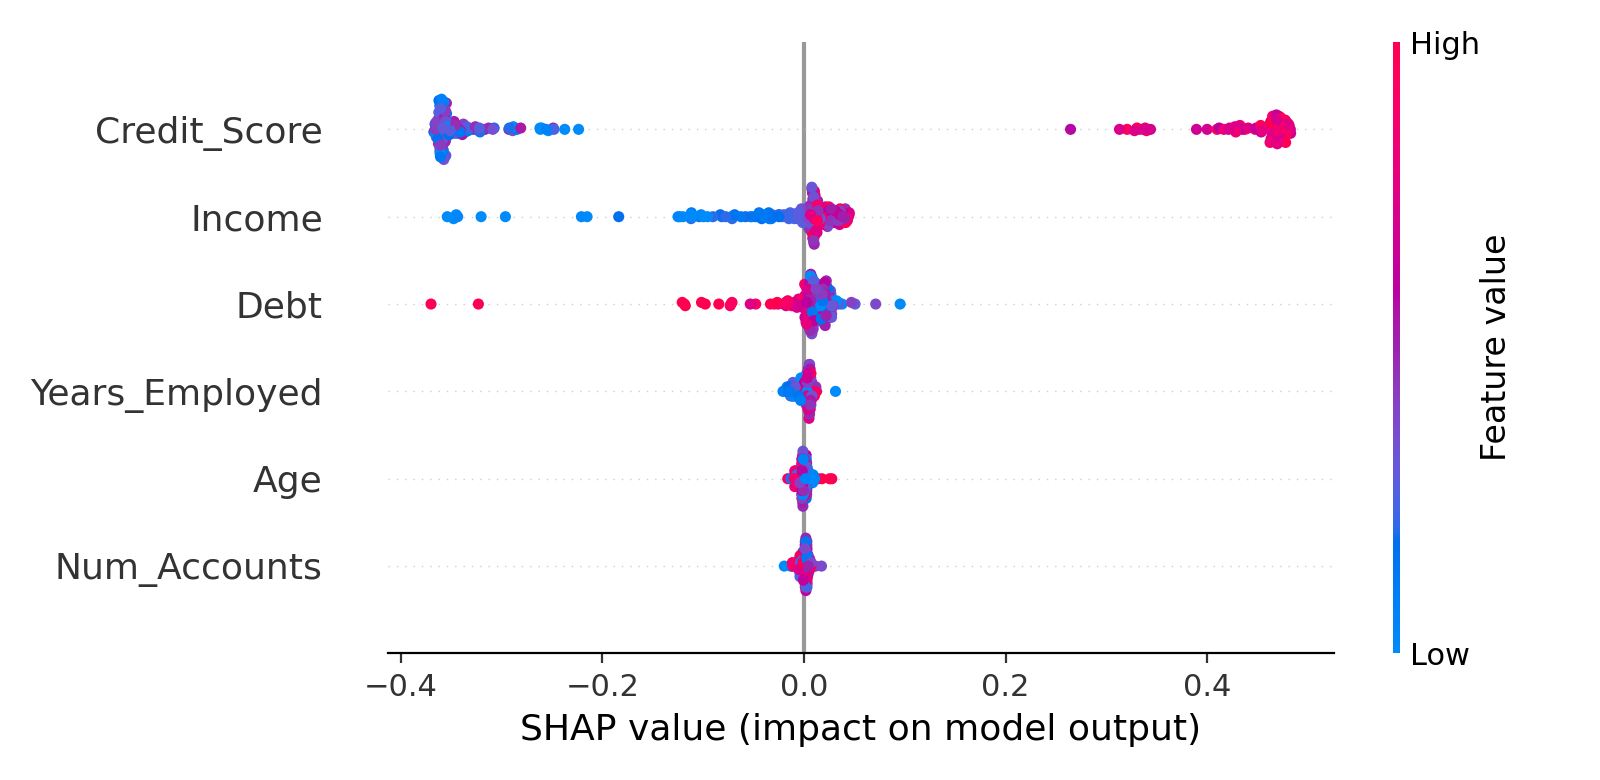 High
Credit_Score
Income
Debt
Years_Employed
Age
Num_Accounts
Feature value
Low
−0.4 −0.2 0.0 0.2 0.4
SHAP value (impact on model output)